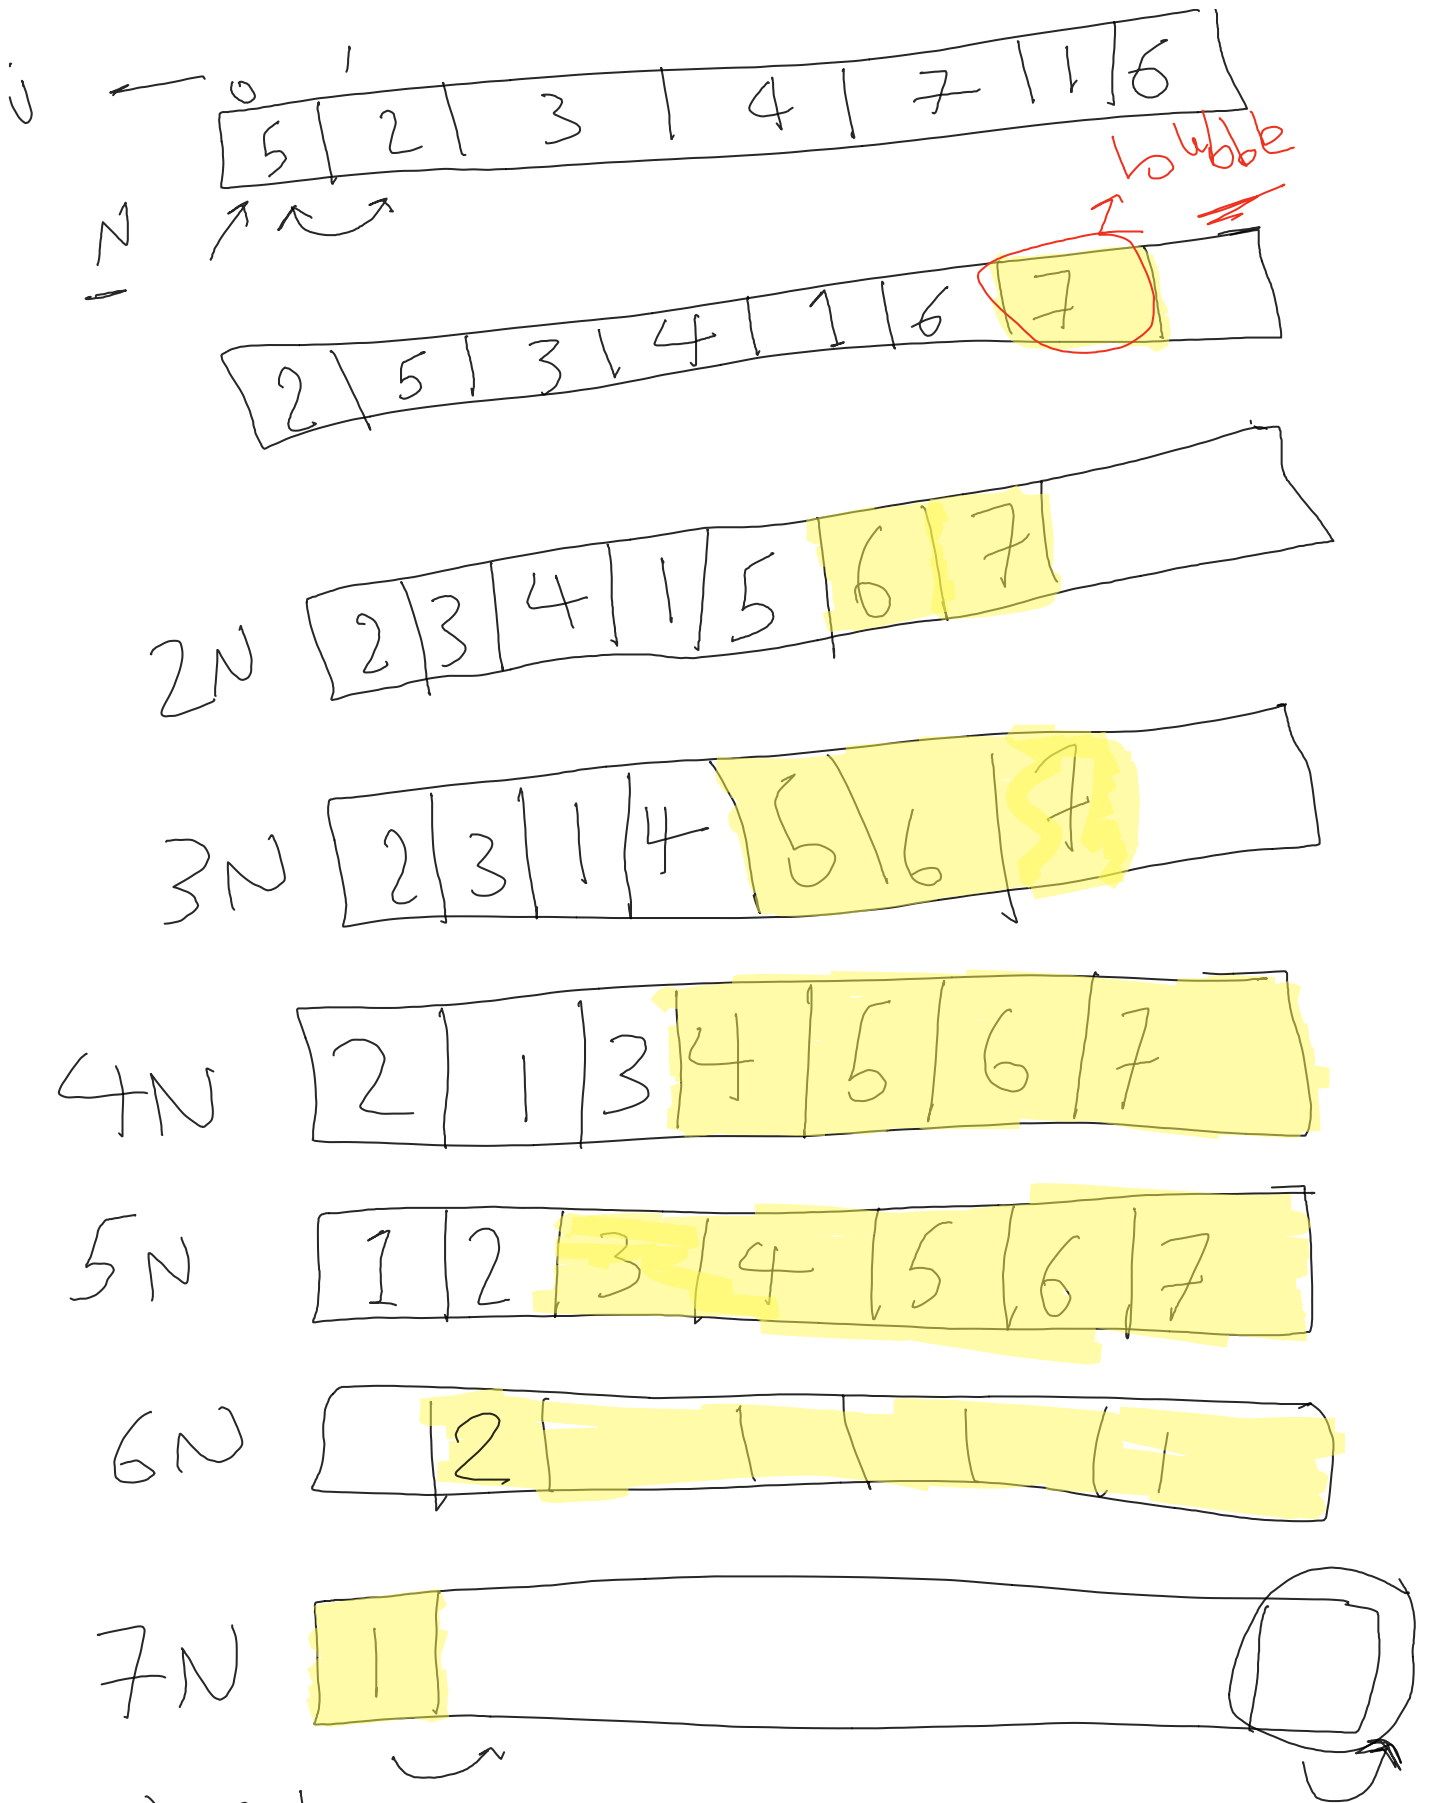 j 0 1
5 2 3 4 7 1 6
bubble
N
2 5 3 4 1 6 7
2N 2 3 4 1 5 6 7
3N 2 3 1 4 5 6 7
4N 2 1 3 4 5 6 7
5N 1 2 3 4 5 6 7
6N 2
7N 1